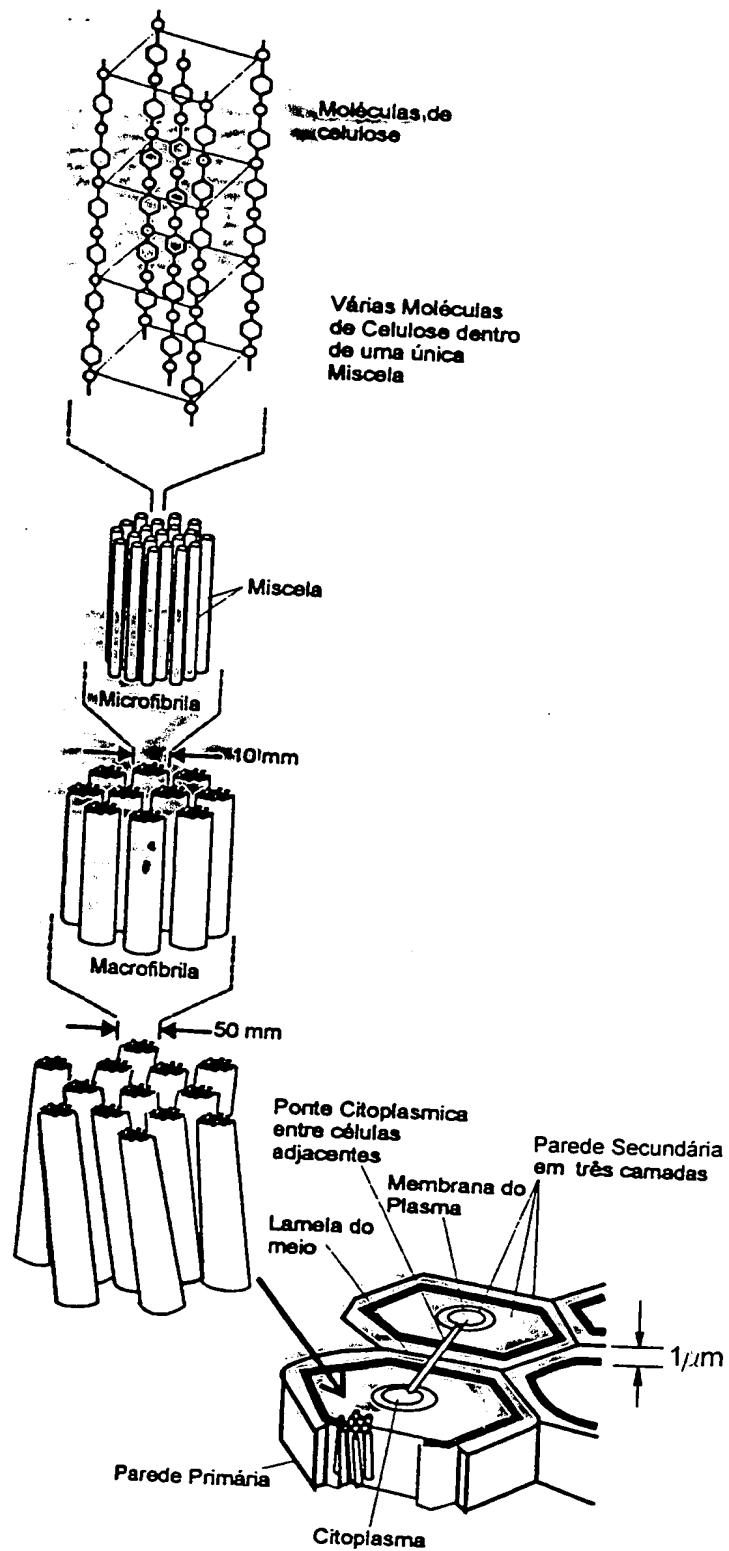 Moléculas de
celulose
Várias Moléculas
de Celulose dentro
de uma única
Miscela
Miscela
Microfibrila
10 mm
Macrofibrila
50 mm
Ponte Citoplasmica
entre células
adjacentes
Parede Secundária
em três camadas
Membrana do
Plasma
Lamela do
meio
1μm
Parede Primária
Citoplasma